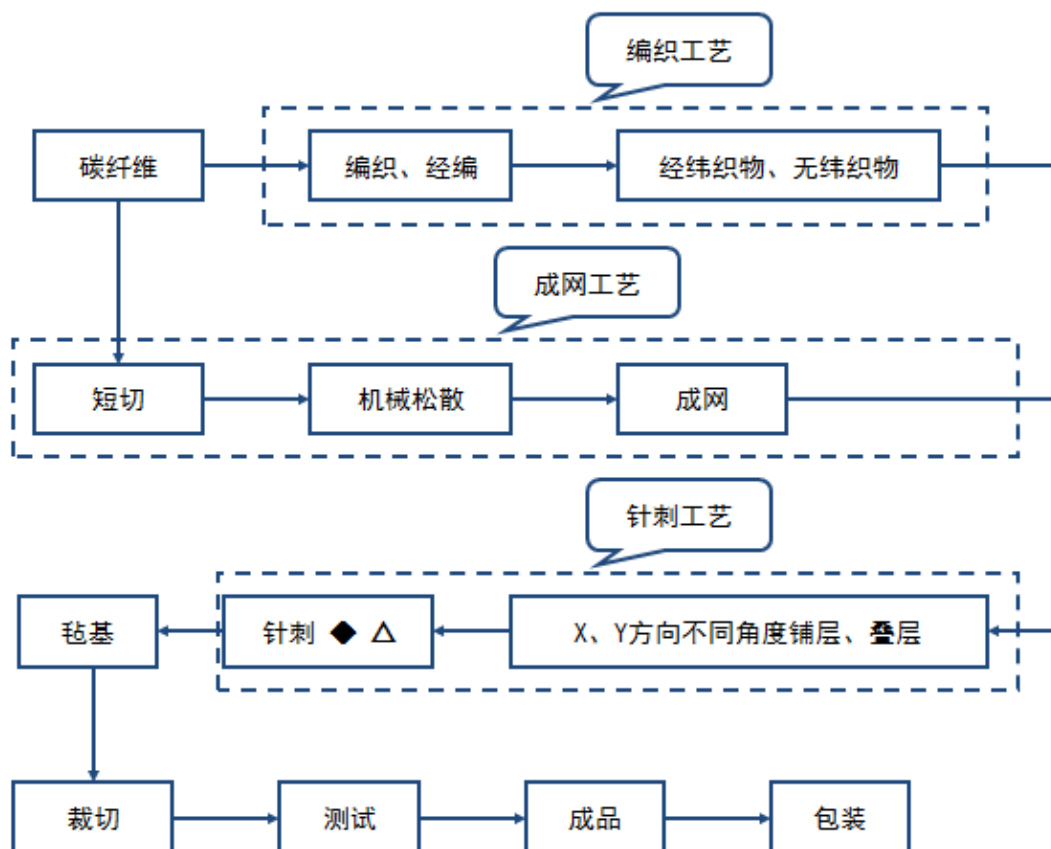 编织工艺
碳纤维
编织、经编
经纬织物、无纬织物
成网工艺
短切
机械松散
成网
针刺工艺
毡基
针刺 ◆ △
X、Y方向不同角度铺层、叠层
裁切
测试
成品
包装